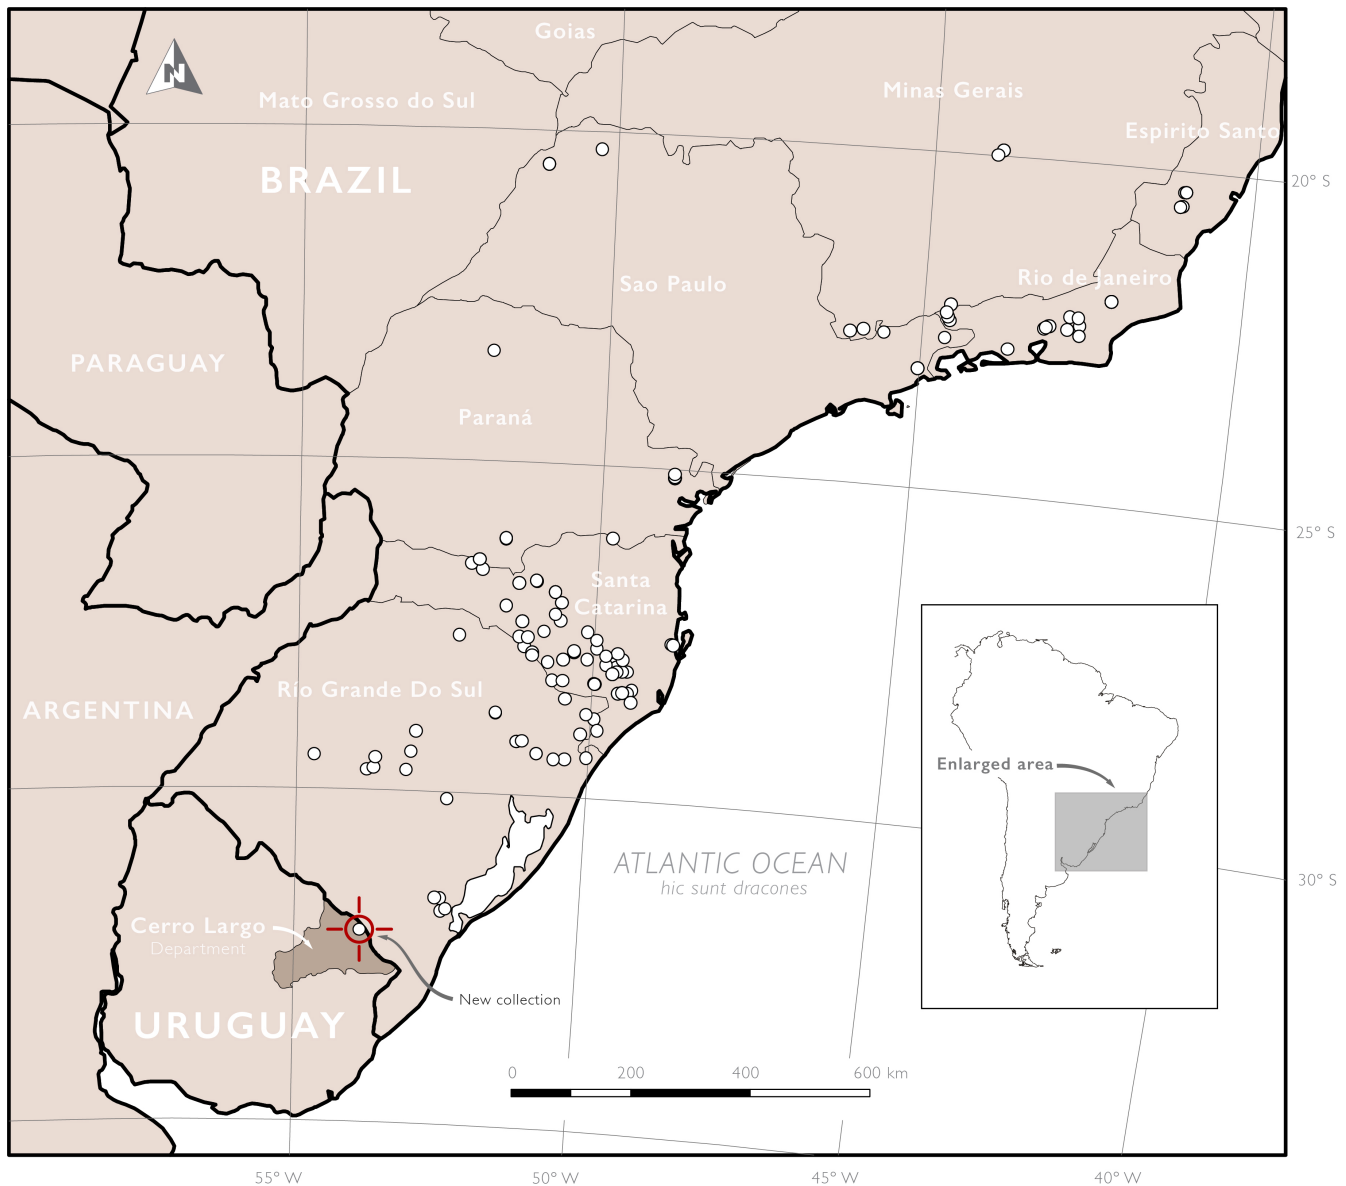 Goias
N
Mato Grosso do Sul
Minas Gerais
Espirito Santo
BRAZIL
20° S
Sao Paulo
Rio de Janeiro
PARAGUAY
Paraná
25° S
Santa
Catarina
Río Grande Do Sul
ARGENTINA
Enlarged area
ATLANTIC OCEAN
hic sunt dracones
30° S
Cerro Largo
Department
New collection
URUGUAY
0 200 400 600 km
55° W 50° W 45° W 40° W